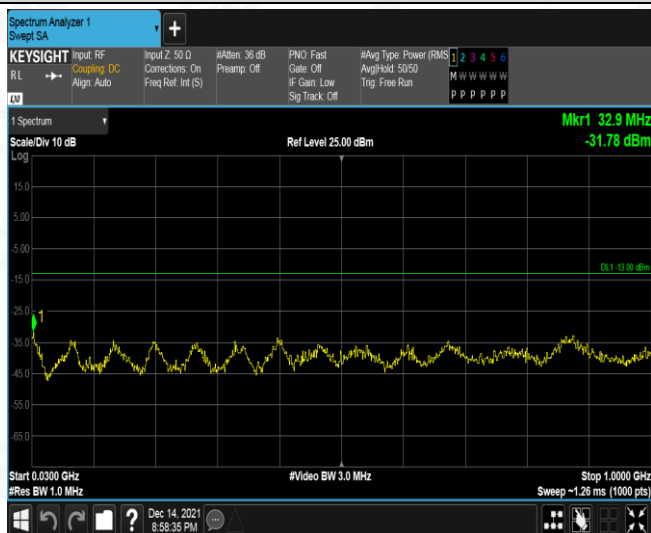 Spectrum Analyzer 1
Swept SA
+
KEYSIGHT
RL
LXI
Input: RF
Coupling: DC
Align: Auto
Input Z: 50 Ω
Corrections: On
Freq Ref: Int (S)
#Atten: 36 dB
Preamp: Off
PNO: Fast
Gate: Off
IF Gain: Low
Sig Track: Off
#Avg Type: Power (RMS
Avg|Hold: 50/50
Trig: Free Run
1 2 3 4 5 6
M W W W W W
P P P P P P
1 Spectrum
Scale/Div 10 dB
Ref Level 25.00 dBm
Mkr1 32.9 MHz
-31.78 dBm
Log
15.0
5.00
-5.00
DL1 -13.00 dBm
-15.0
-25.0
1
-35.0
-45.0
-55.0
-65.0
Start 0.0300 GHz
#Video BW 3.0 MHz
Stop 1.0000 GHz
#Res BW 1.0 MHz
Sweep ~1.26 ms (1000 pts)
?
Dec 14, 2021
8:58:35 PM